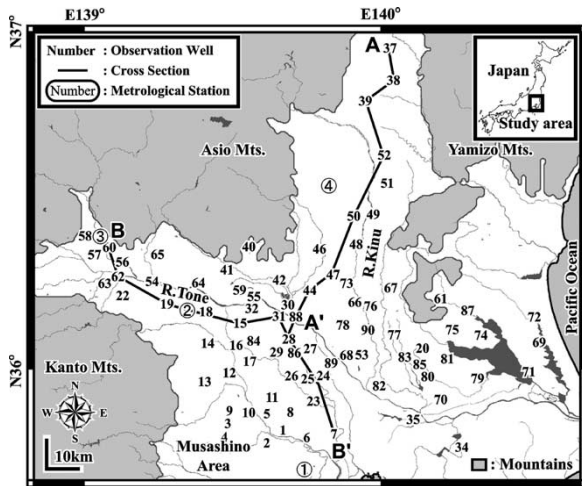 E139° E140°
N37°
Number : Observation Well
Cross Section
Number : Metrological Station
A 37
Japan
Study area
38
39
Asio Mts.
Yamizo Mts.
52
④ 51
50 49
B
58 ③ 60
57 56 65
40
46 48
R.Kinu
Pacific Ocean
41 42 47 73
63 62 54 64 59 55 44 67
22 R.Tone 32 30 66 76 61 87 72
19 ② 18 15 31 88 A' 78 90 77 75 74 69
14 16 84 28 27
29 86 68 53 83 20 81
N36°
17 89 85
Kanto Mts.
13 12 26 25 24 82 80 79 71
23 70
N
W E
S
11
9 10 5 8 35
3 1 7 34
4 2 6
Musashino
Area
B'
10km
①
: Mountains